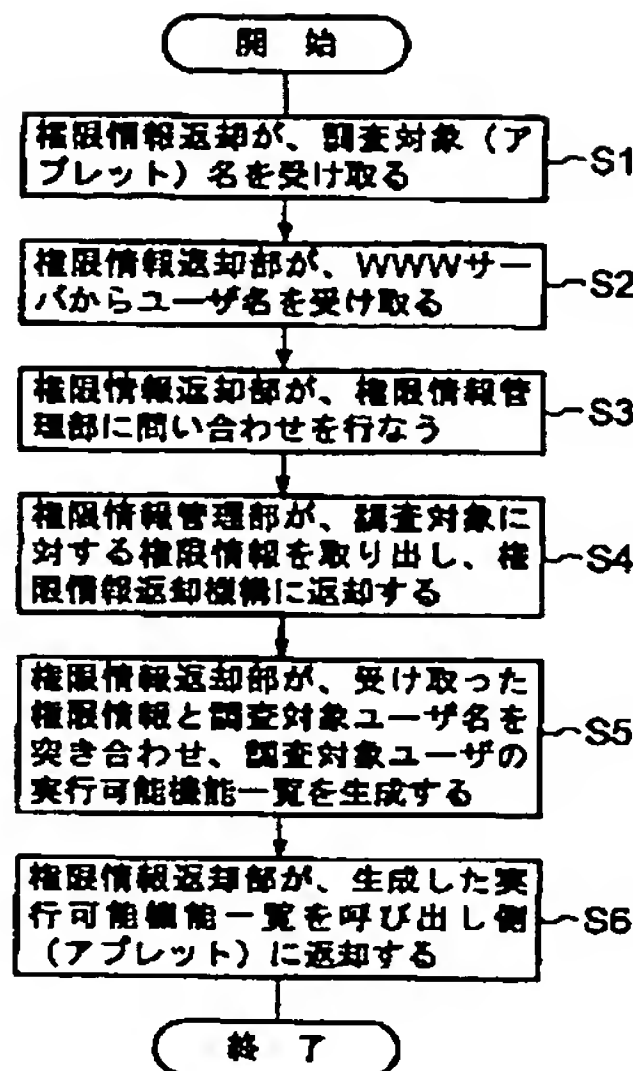 開 始
権限情報返却が、調査対象(ア
プレット)名を受け取る
S1
権限情報返却部が、WWWサー
バからユーザ名を受け取る
S2
権限情報返却部が、権限情報管
理部に問い合わせを行なう
S3
権限情報管理部が、調査対象に
対する権限情報を取り出し、権
限情報返却機構に返却する
S4
権限情報返却部が、受け取った
権限情報と調査対象ユーザ名を
突き合わせ、調査対象ユーザの
実行可能機能一覧を生成する
S5
権限情報返却部が、生成した実
行可能機能一覧を呼び出し側
(アプレット)に返却する
S6
終 了